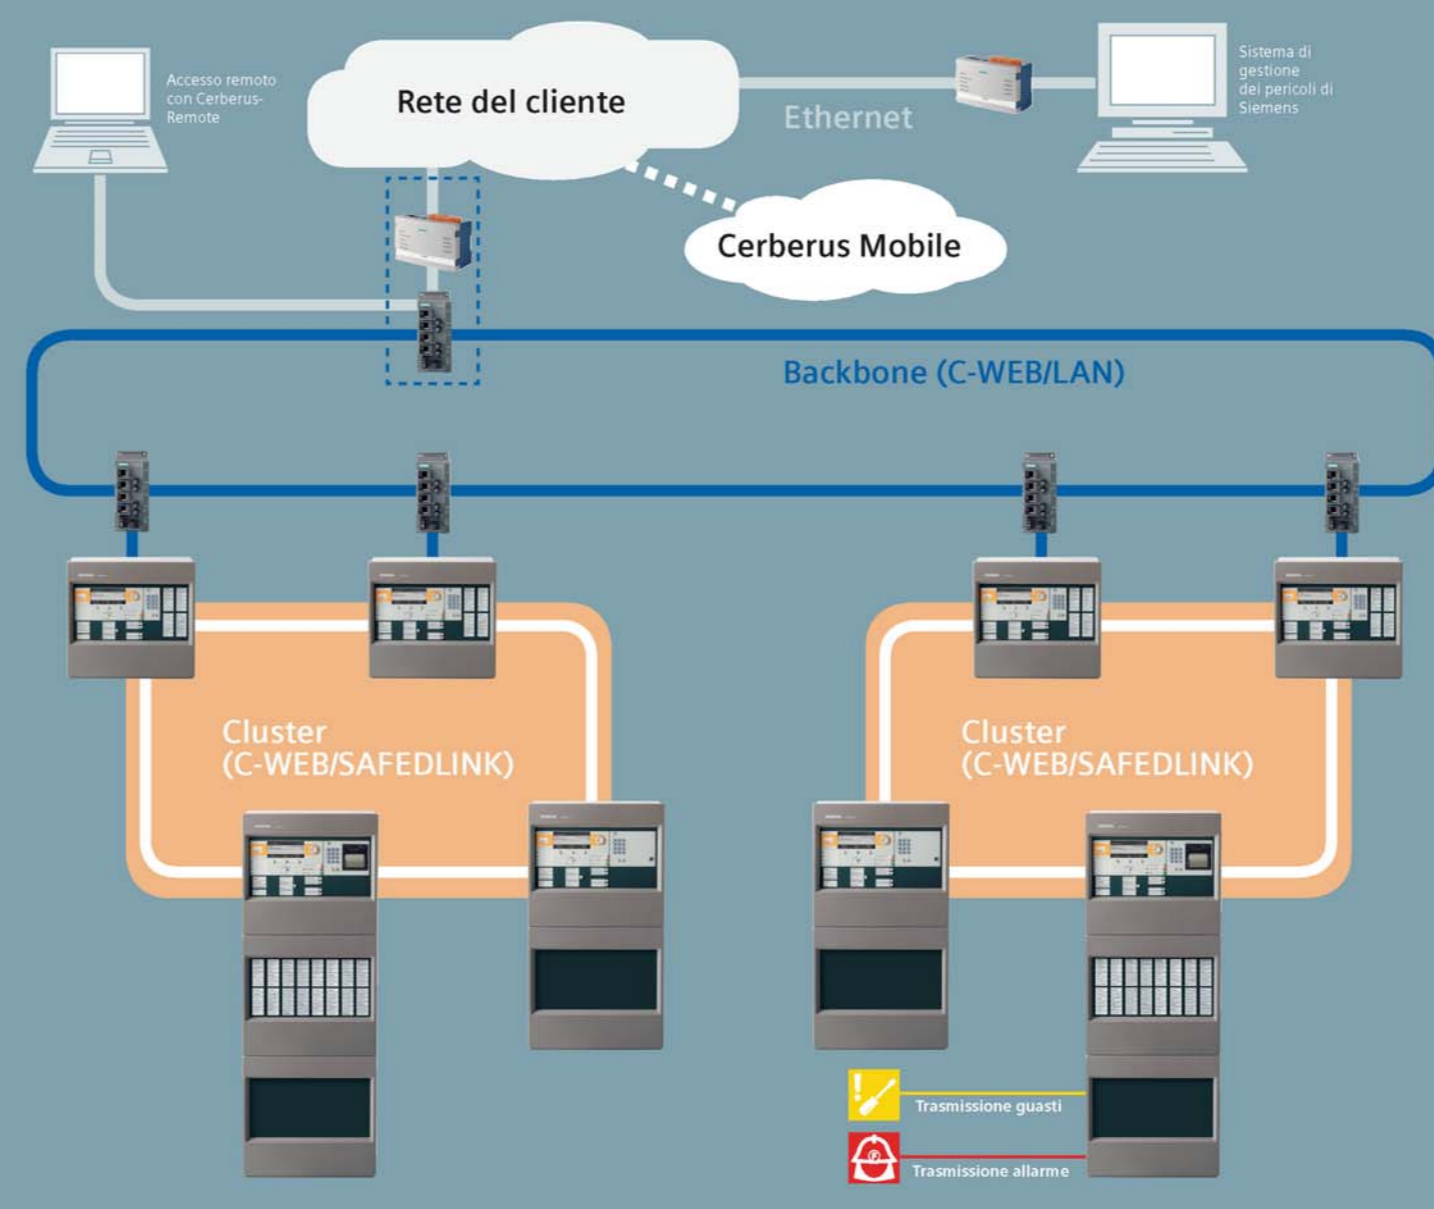 Accesso remoto
con Cerberus-
Remote
Rete del cliente
Ethernet
Sistema di
gestione
dei pericoli di
Siemens
Cerberus Mobile
Backbone (C-WEB/LAN)
Cluster
(C-WEB/SAFEDLINK)
Cluster
(C-WEB/SAFEDLINK)
Trasmissione guasti
Trasmissione allarme